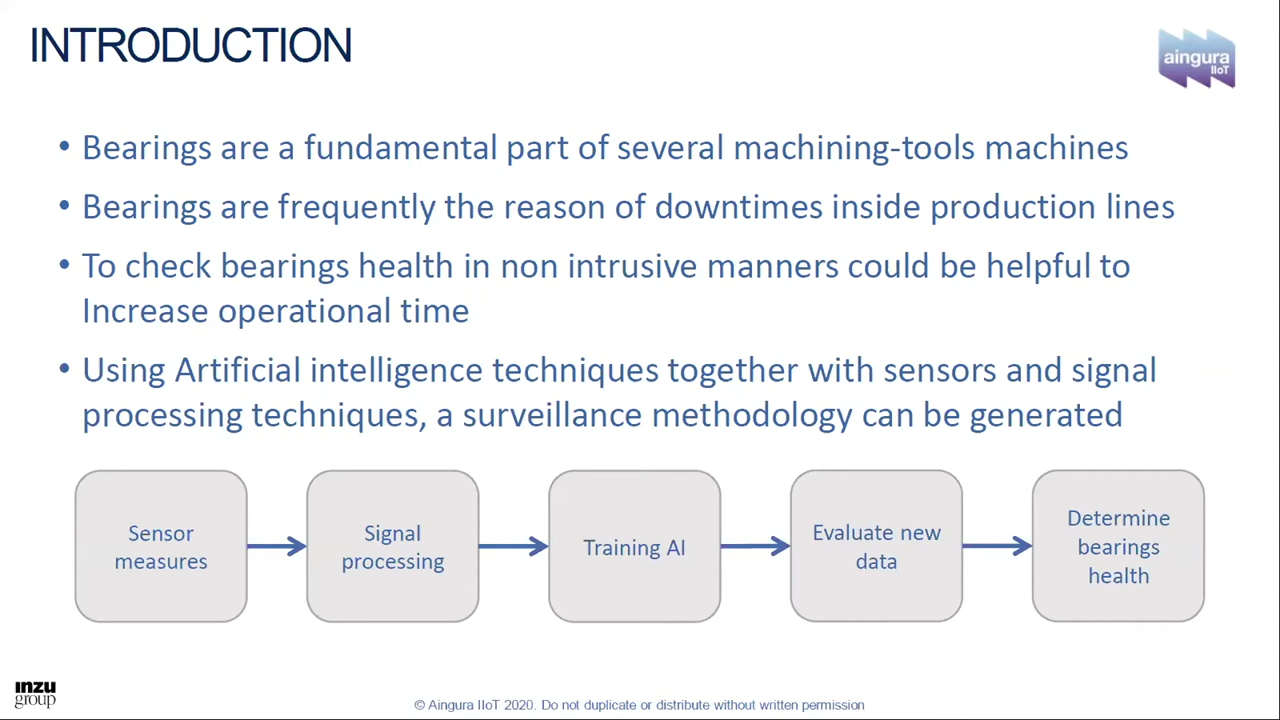 INTRODUCTION
aingura
IIoT
• Bearings are a fundamental part of several machining-tools machines
• Bearings are frequently the reason of downtimes inside production lines
• To check bearings health in non intrusive manners could be helpful to
Increase operational time
• Using Artificial intelligence techniques together with sensors and signal
processing techniques, a surveillance methodology can be generated
Sensor
measures
Signal
processing
Training AI
Evaluate new
data
Determine
bearings
health
inzu
group
© Aingura IIoT 2020. Do not duplicate or distribute without written permission